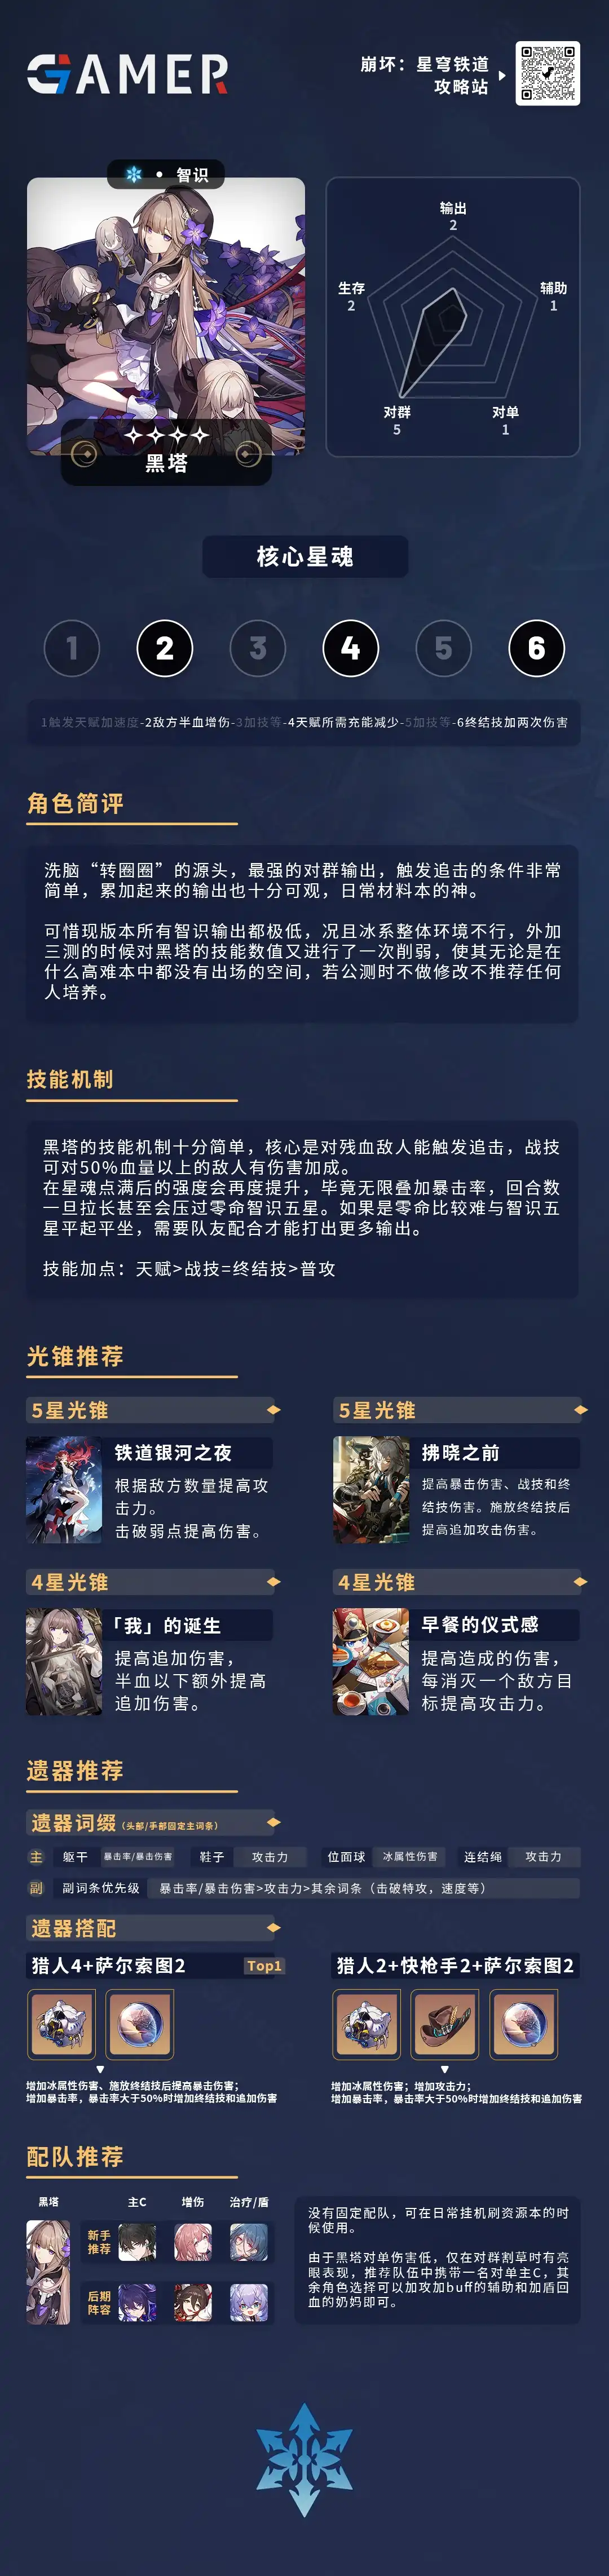 GAMER
崩坏：星穹铁道
攻略站
智识
黑塔
输出
2
生存
2
辅助
1
对群
5
对单
1
核心星魂
1 2 3 4 5 6
1触发天赋加速度-2敌方半血增伤-3加技等-4天赋所需充能减少-5加技等-6终结技加两次伤害
角色简评
洗脑“转圈圈”的源头，最强的对群输出，触发追击的条件非常
简单，累加起来的输出也十分可观，日常材料本的神。
可惜现版本所有智识输出都极低，况且冰系整体环境不行，外加
三测的时候对黑塔的技能数值又进行了一次削弱，使其无论是在
什么高难本中都没有出场的空间，若公测时不做修改不推荐任何
人培养。
技能机制
黑塔的技能机制十分简单，核心是对残血敌人能触发追击，战技
可对50%血量以上的敌人有伤害加成。
在星魂点满后的强度会再度提升，毕竟无限叠加暴击率，回合数
一旦拉长甚至会压过零命智识五星。如果是零命比较难与智识五
星平起平坐，需要队友配合才能打出更多输出。
技能加点：天赋>战技=终结技>普攻
光锥推荐
5星光锥
铁道银河之夜
根据敌方数量提高攻
击力。
击破弱点提高伤害。
5星光锥
拂晓之前
提高暴击伤害、战技和终
结技伤害。施放终结技后
提高追加攻击伤害。
4星光锥
「我」的诞生
提高追加伤害，
半血以下额外提高
追加伤害。
4星光锥
早餐的仪式感
提高造成的伤害，
每消灭一个敌方目
标提高攻击力。
遗器推荐
遗器词缀（头部/手部固定主词条）
主 躯干 暴击率/暴击伤害 鞋子 攻击力 位面球 冰属性伤害 连结绳 攻击力
副 副词条优先级 暴击率/暴击伤害>攻击力>其余词条（击破特攻，速度等）
遗器搭配
猎人4+萨尔索图2 Top1
增加冰属性伤害、施放终结技后提高暴击伤害；
增加暴击率，暴击率大于50%时增加终结技和追加伤害
猎人2+快枪手2+萨尔索图2
增加冰属性伤害；增加攻击力；
增加暴击率，暴击率大于50%时增加终结技和追加伤害
配队推荐
黑塔 主C 增伤 治疗/盾
新手
推荐
后期
阵容
没有固定配队，可在日常挂机刷资源本的时
候使用。
由于黑塔对单伤害低，仅在对群割草时有亮
眼表现，推荐队伍中携带一名对单主C，其
余角色选择可以加攻加buff的辅助和加盾回
血的奶妈即可。